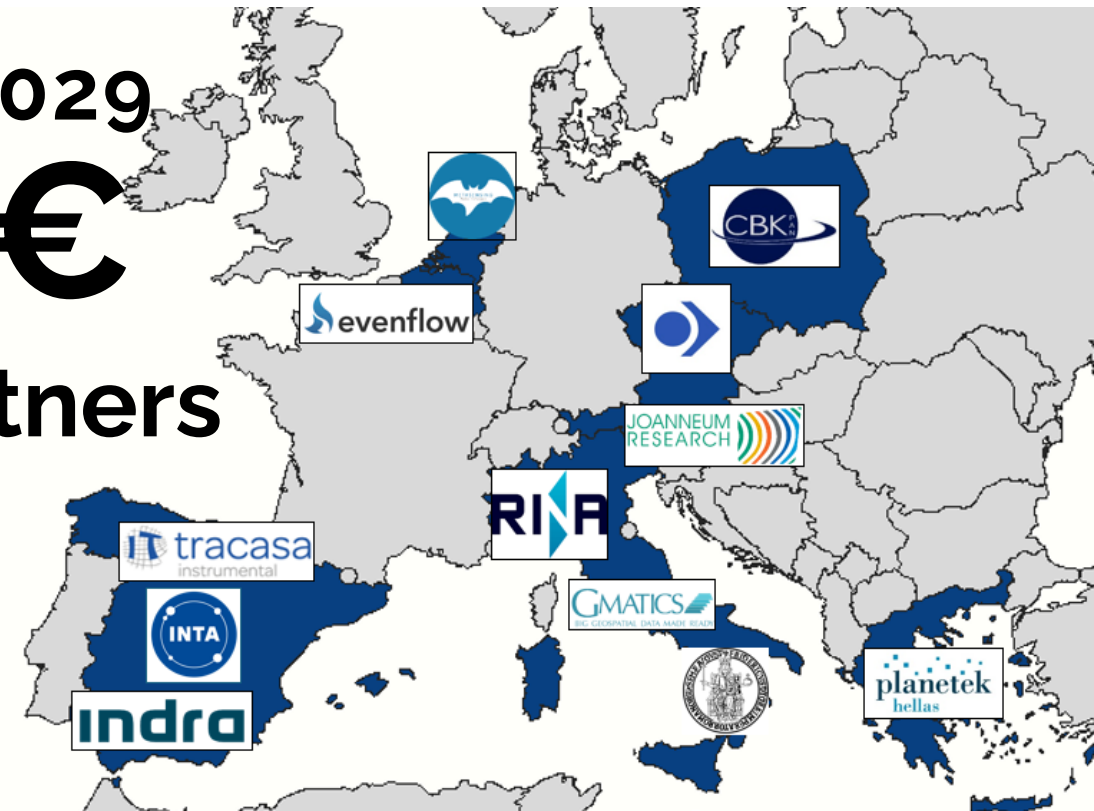 029
€
tners
CBK
PAN
evenflow
JOANNEUM
RESEARCH
RINA
tracasa
instrumental
GMATICS
BIG GEOSPATIAL DATA MADE READY
INTA
planetek
hellas
indra